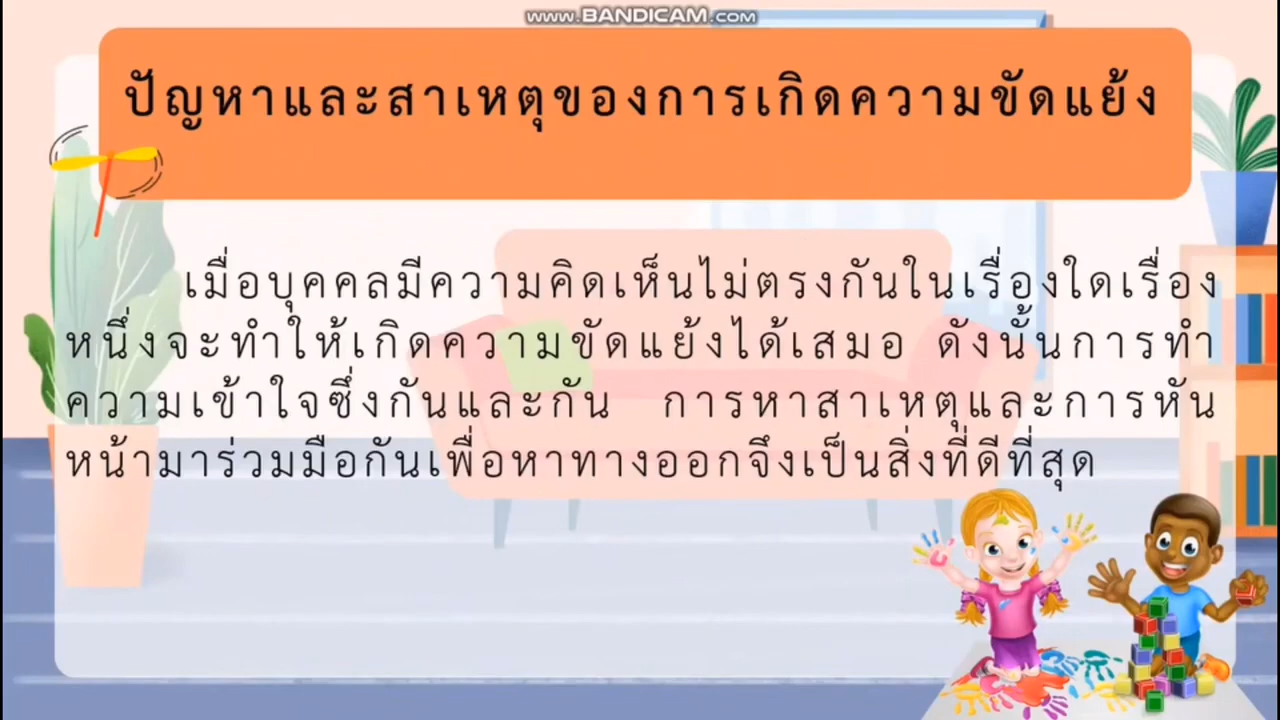 www.BANDICAM.com
ปัญหาและสาเหตุของการเกิดความขัดแย้ง
เมื่อบุคคลมีความคิดเห็นไม่ตรงกันในเรื่องใดเรื่อง
หนึ่งจะทำให้เกิดความขัดแย้งได้เสมอ ดังนั้นการทำ
ความเข้าใจซึ่งกันและกัน การหาสาเหตุและการหัน
หน้ามาร่วมมือกันเพื่อหาทางออกจึงเป็นสิ่งที่ดีที่สุด